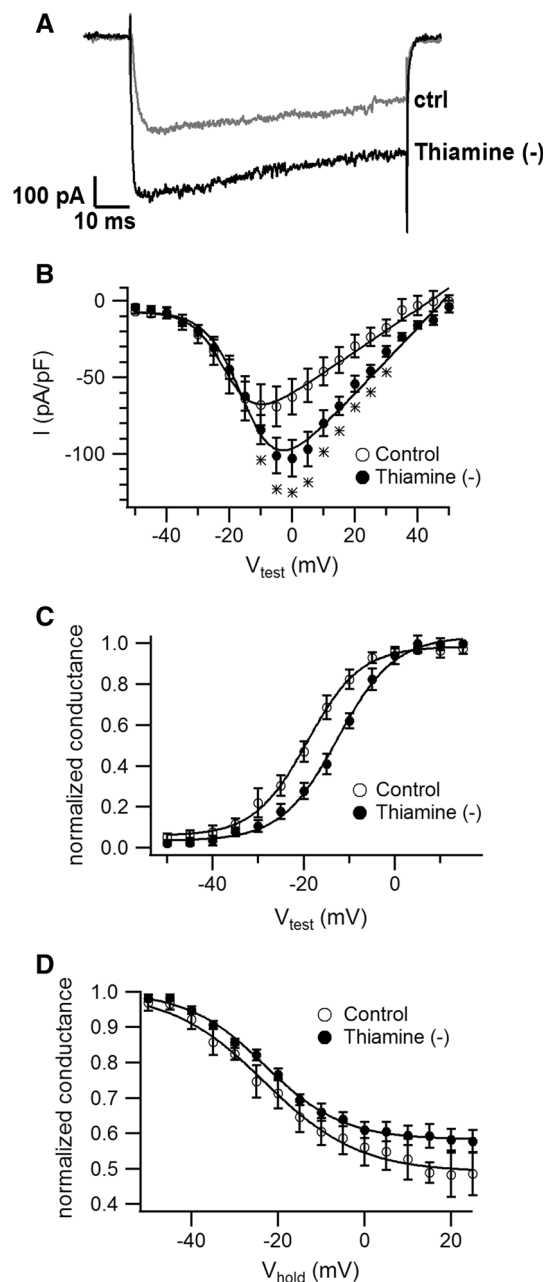 A
ctrl
Thiamine (-)
100 pA
10 ms
B
0
-50
-100
I (pA/pF)
Control
Thiamine (-)
* * * * * * * * *
-40 -20 0 20 40
Vtest (mV)
C
1.0
0.8
0.6
0.4
0.2
0.0
normalized conductance
Control
Thiamine (-)
-40 -20 0
Vtest (mV)
D
1.0
0.9
0.8
0.7
0.6
0.5
0.4
normalized conductance
Control
Thiamine (-)
-40 -20 0 20
Vhold (mV)